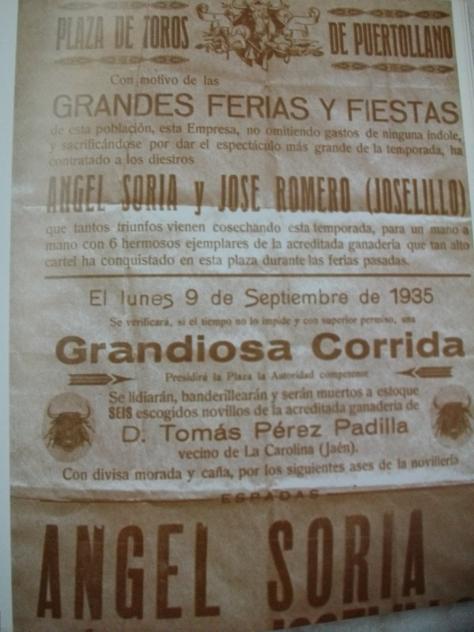 PLAZA DE TOROS DE PUERTOLLANO
Con motivo de las
GRANDES FERIAS Y FIESTAS
de esta población, esta Empresa, no omitiendo gastos de ninguna índole,
y sacrificándose por dar el espectáculo más grande de la temporada, ha
contratado a los diestros
ANGEL SORIA y JOSE ROMERO (JOSELILLO)
que tantos triunfos vienen cosechando esta temporada, para un mano a
mano con 6 hermosos ejemplares de la acreditada ganadería que tan alto
cartel ha conquistado en esta plaza durante las ferias pasadas.
El lunes 9 de Septiembre de 1935
Se verificará, si el tiempo no lo impide y con superior permiso, una
Grandiosa Corrida
Presidirá la Plaza la Autoridad competente
Se lidiarán, banderillearán y serán muertos a estoque
SEIS escogidos novillos de la acreditada ganadería de
D. Tomás Pérez Padilla
vecino de La Carolina (Jaén).
Con divisa morada y caña, por los siguientes ases de la novillería
ESPADAS
ANGEL SORIA